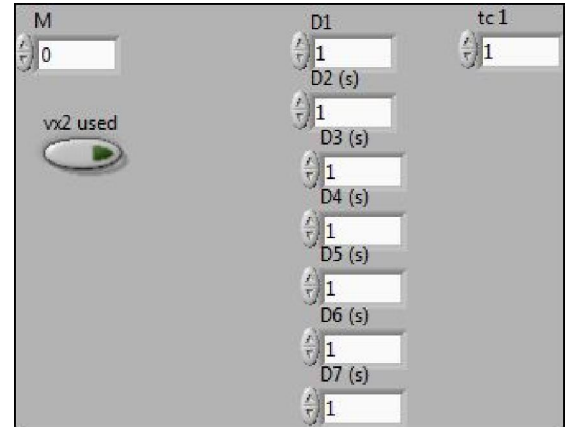 M
0
vx2 used
D1
1
D2 (s)
1
D3 (s)
1
D4 (s)
1
D5 (s)
1
D6 (s)
1
D7 (s)
1
tc 1
1